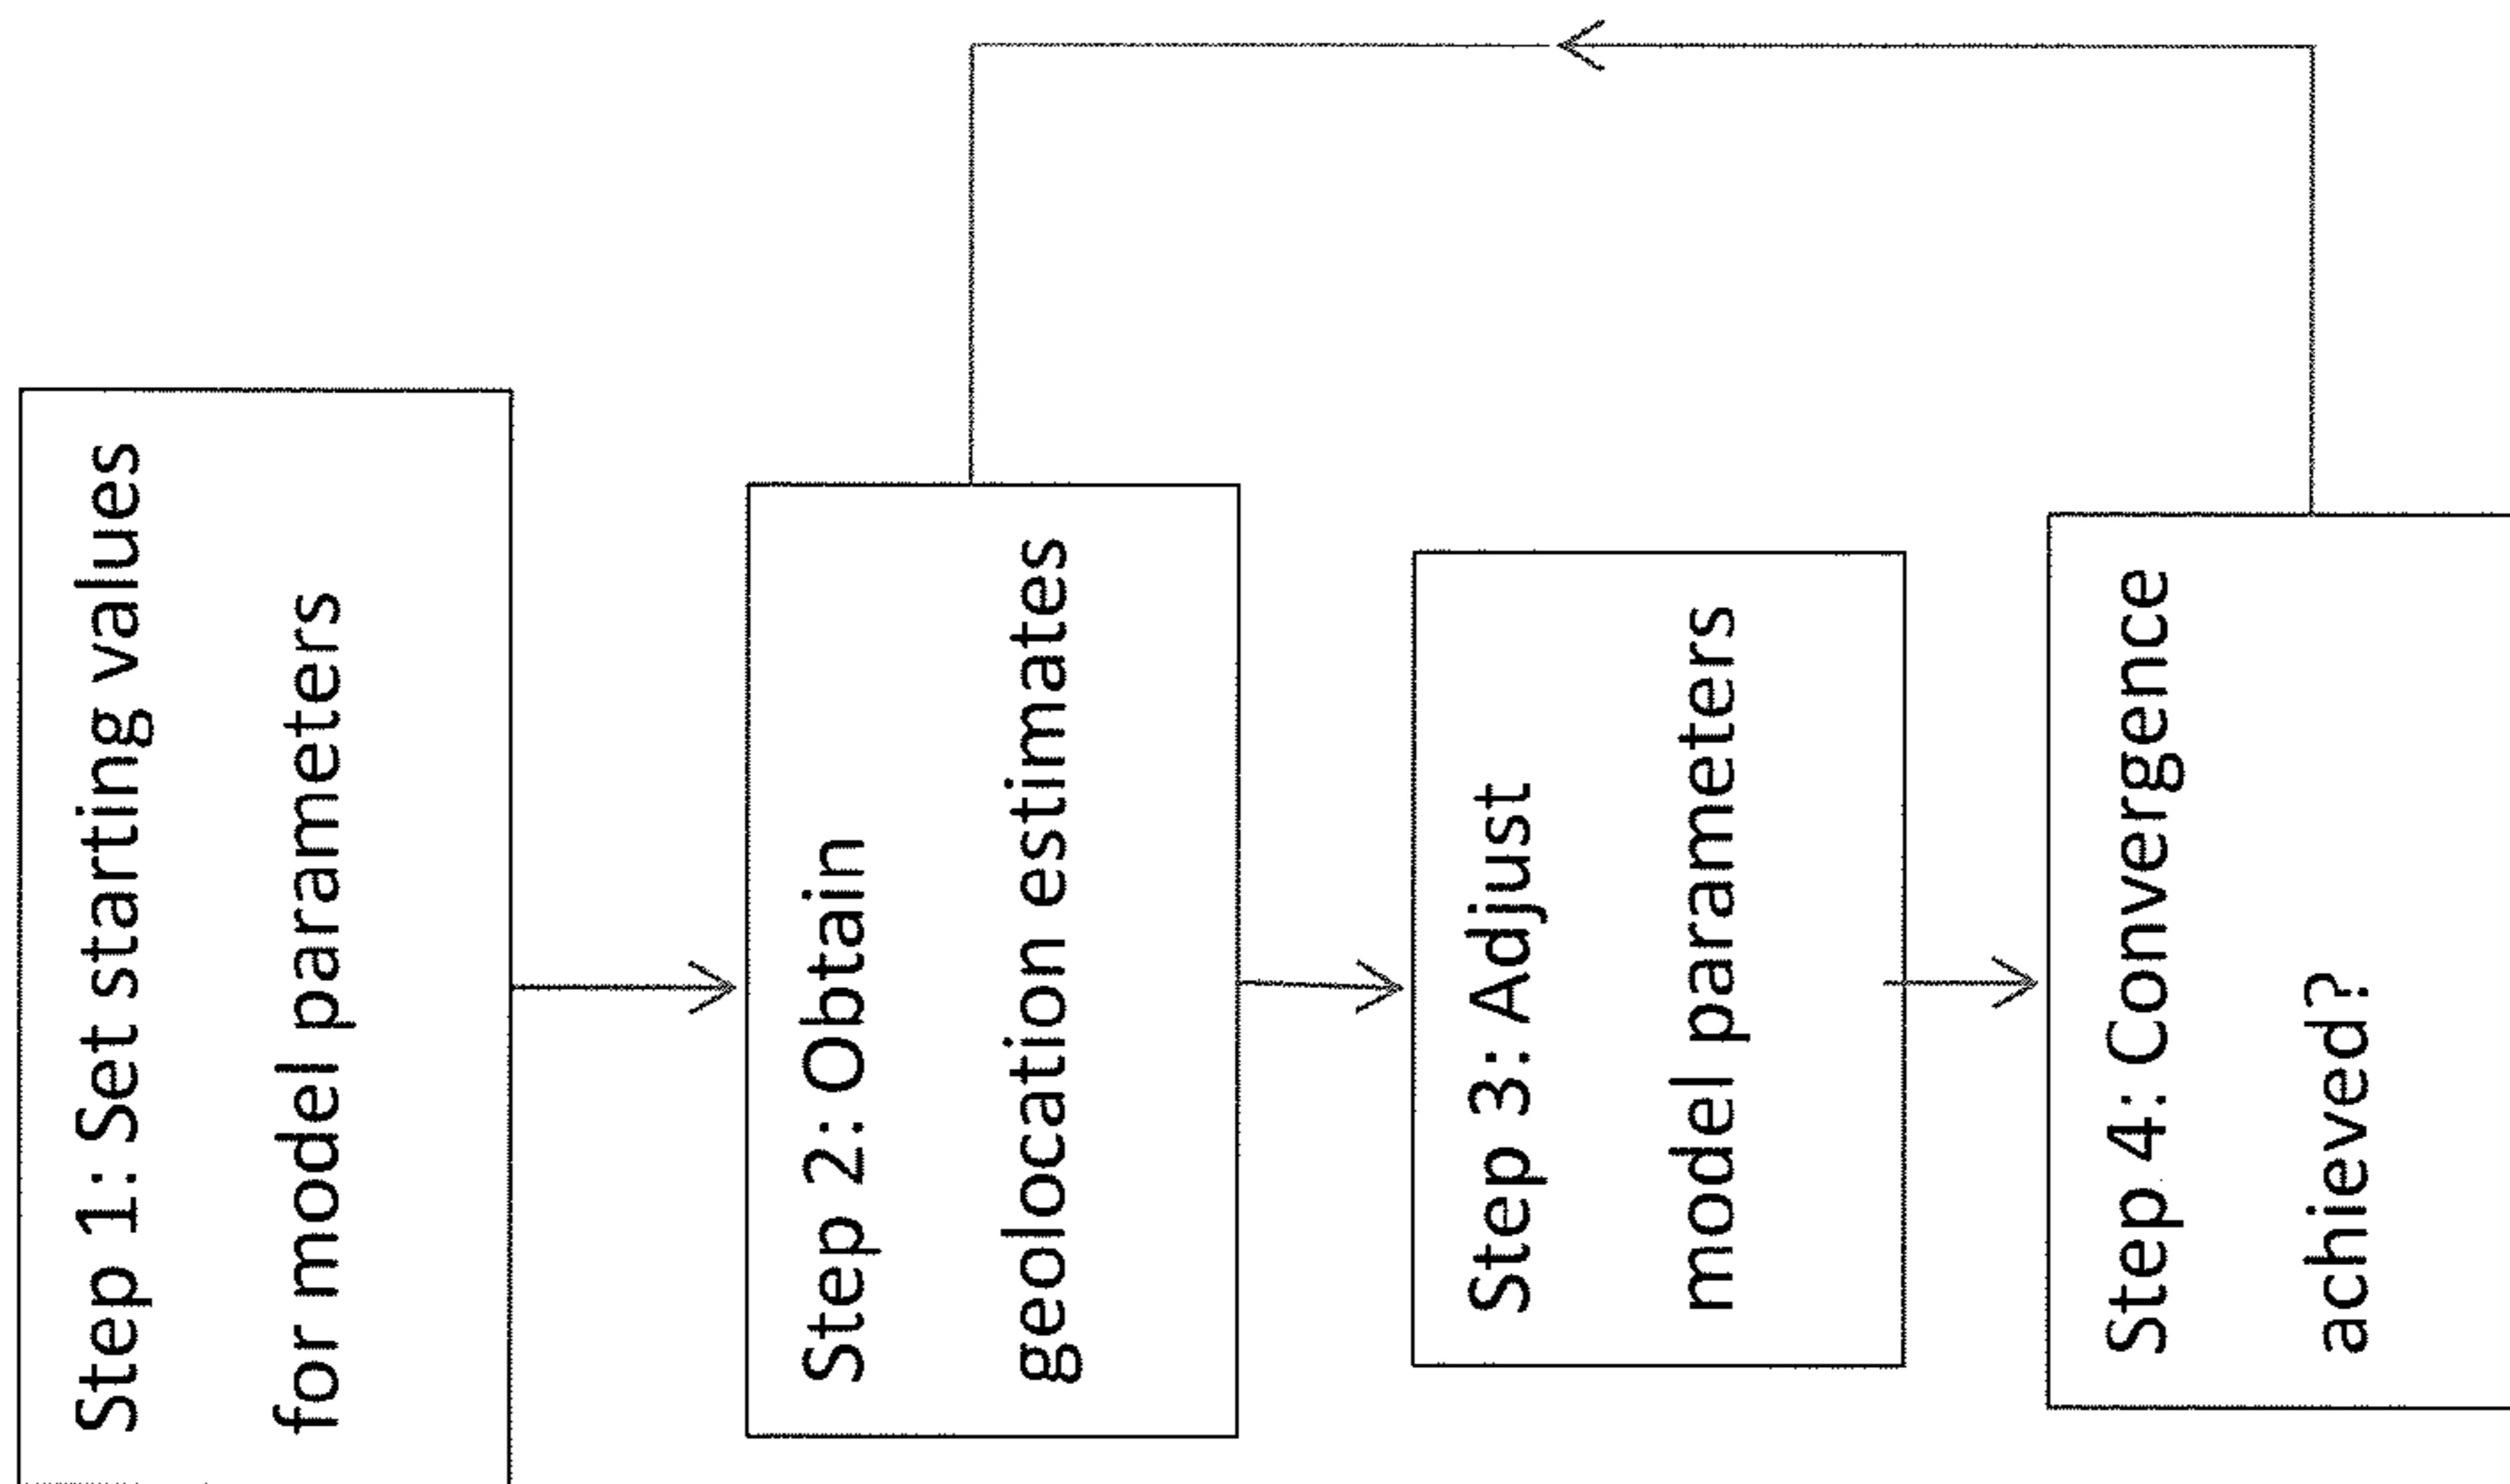 Step 1: Set starting values
for model parameters
Step 2: Obtain
geolocation estimates
Step 3: Adjust
model parameters
Step 4: Convergence
achieved?